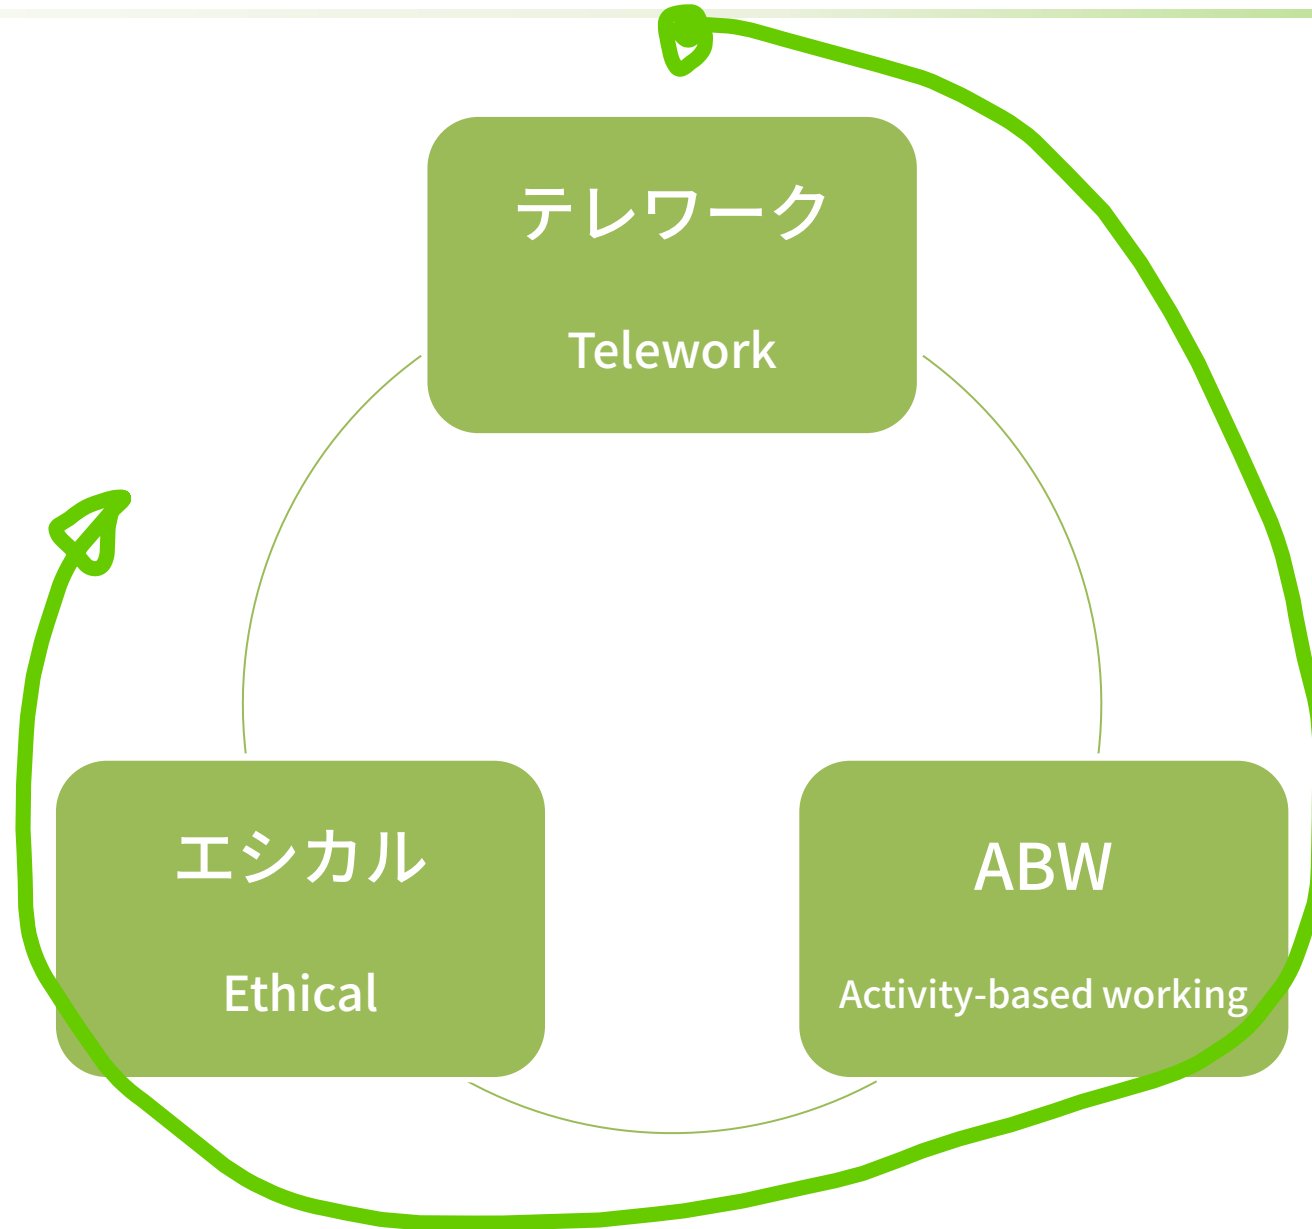 テレワーク
Telework
エシカル
Ethical
ABW
Activity-based working